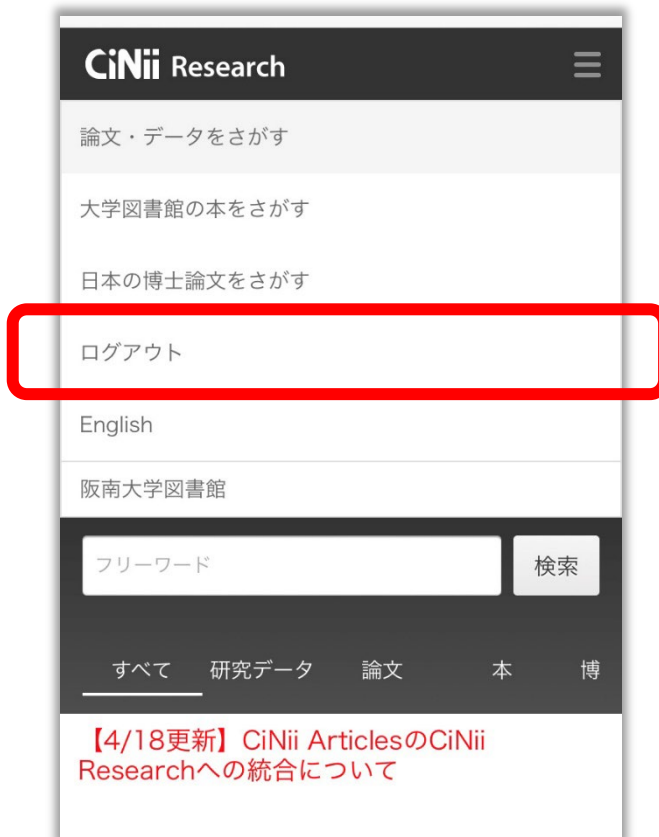 CiNii Research
論文・データをさがす
大学図書館の本をさがす
日本の博士論文をさがす
ログアウト
English
阪南大学図書館
フリーワード
検索
すべて 研究データ 論文 本 博
【4/18更新】CiNii ArticlesのCiNii
Researchへの統合について